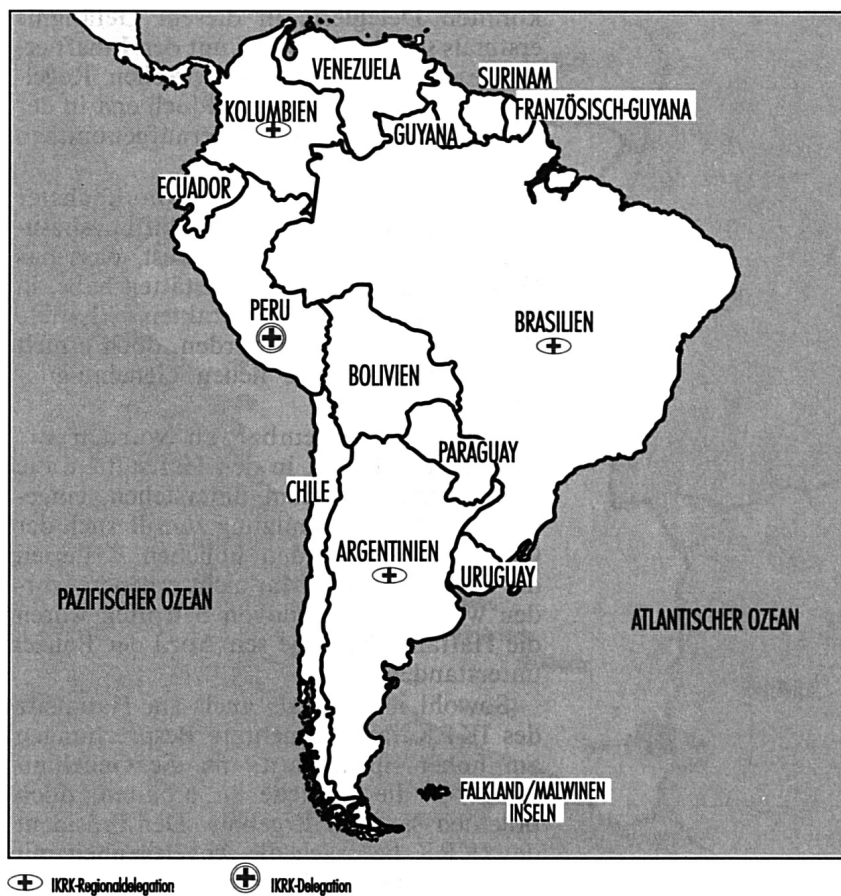 VENEZUELA
SURINAM
KOLUMBIEN
FRANZÖSISCH-GUYANA
GUYANA
ECUADOR
PERU
BRASILIEN
BOLIVIEN
PARAGUAY
CHILE
ARGENTINIEN
URUGUAY
PAZIFISCHER OZEAN
ATLANTISCHER OZEAN
FALKLAND/MALWINEN
INSELN
IKRK-Regionaldelegation
IKRK-Delegation